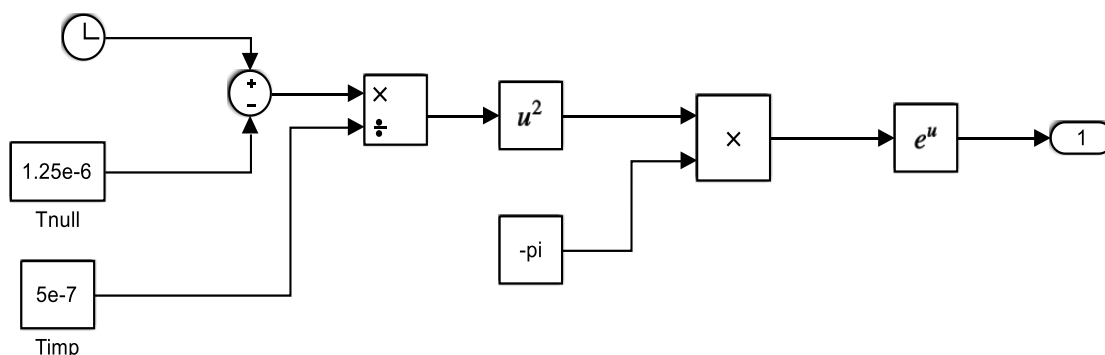 +
−
×
÷
u²
×
eᵘ
1
1.25e-6
Tnull
-pi
5e-7
Timp